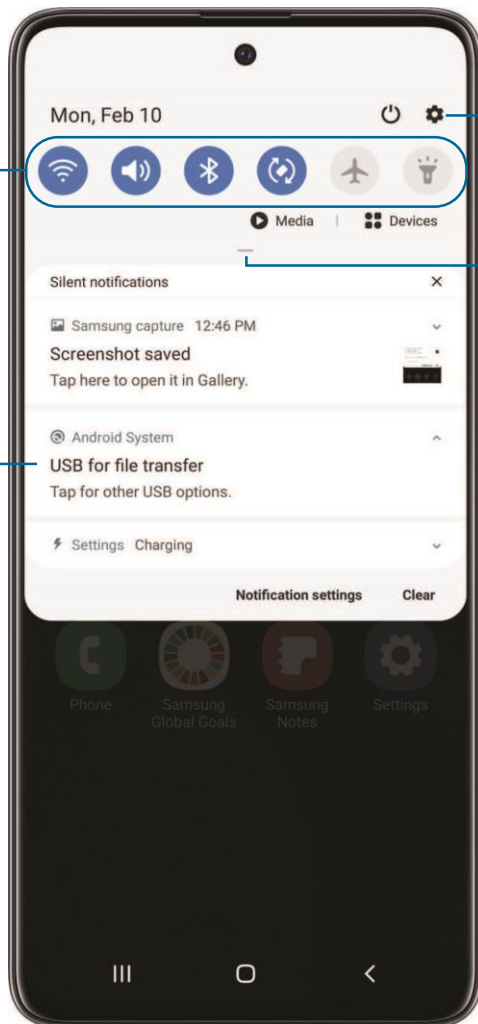 Mon, Feb 10
Media | Devices
Silent notifications
Samsung capture 12:46 PM
Screenshot saved
Tap here to open it in Gallery.
Android System
USB for file transfer
Tap for other USB options.
Settings Charging
Notification settings Clear
Phone Samsung Global Goals Samsung Notes Settings